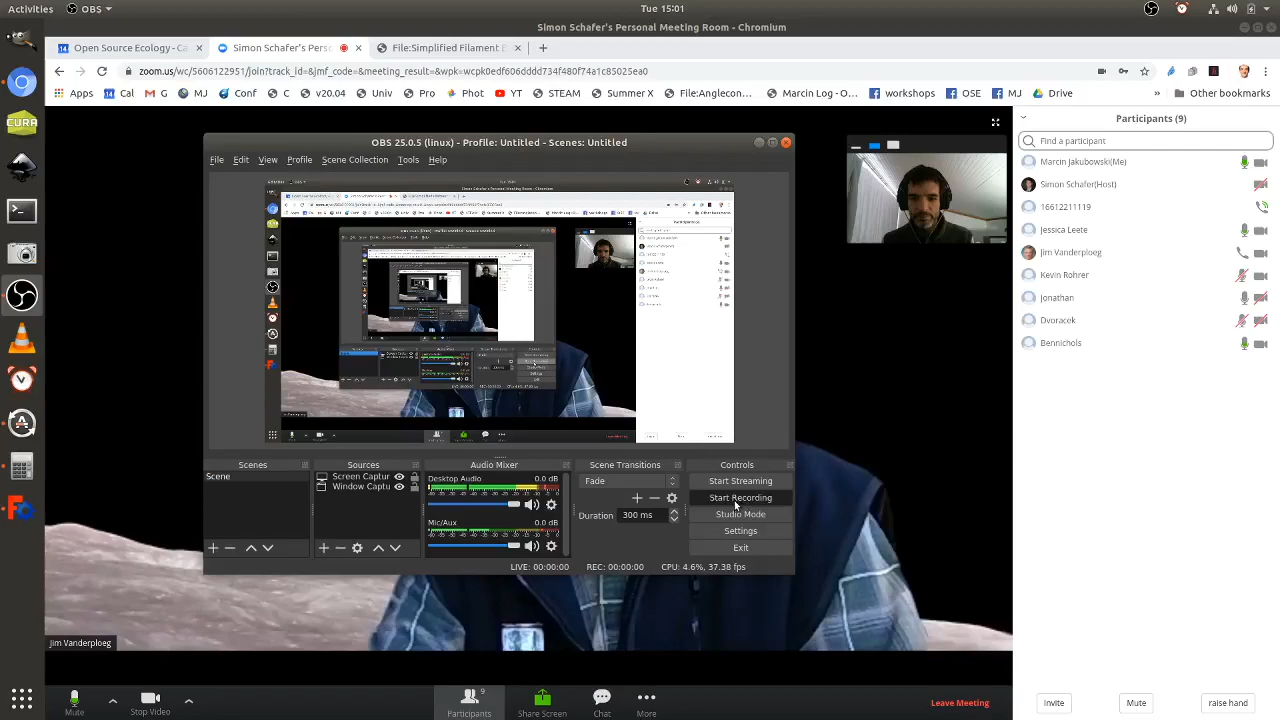 Activities
OBS
Tue 15:01
Simon Schafer's Personal Meeting Room - Chromium
Open Source Ecology - Ca
Simon Schafer's Pers
File:Simplified Filament E
zoom.us/wc/5606122951/join?track_id=&jmf_code=&meeting_result=&wpk=wcpk0edf606dddd734f480f74a1c85025ea0
Apps
Cal
G
MJ
Conf
C
v20.04
Univ
Pro
Phot
YT
STEAM
Summer X
File:Anglecon...
Marcin Log - O...
workshops
OSE
MJ
Drive
»
Other bookmarks
CURA
OBS 25.0.5 (linux) - Profile: Untitled - Scenes: Untitled
File Edit View Profile Scene Collection Tools Help
Scenes
Sources
Audio Mixer
Scene Transitions
Controls
Scene
Screen Captur
Window Captu
Desktop Audio 0.0 dB
Mic/Aux 0.0 dB
Fade
Duration 300 ms
Start Streaming
Start Recording
Studio Mode
Settings
Exit
LIVE: 00:00:00 REC: 00:00:00 CPU: 4.6%, 37.38 fps
Participants (9)
Find a participant
Marcin Jakubowski(Me)
Simon Schafer(Host)
16612211119
Jessica Leete
Jim Vanderploeg
Kevin Rohrer
Jonathan
Dvoracek
Bennichols
Jim Vanderploeg
Mute
Stop Video
9
Participants
Share Screen
Chat
More
Leave Meeting
Invite
Mute
raise hand